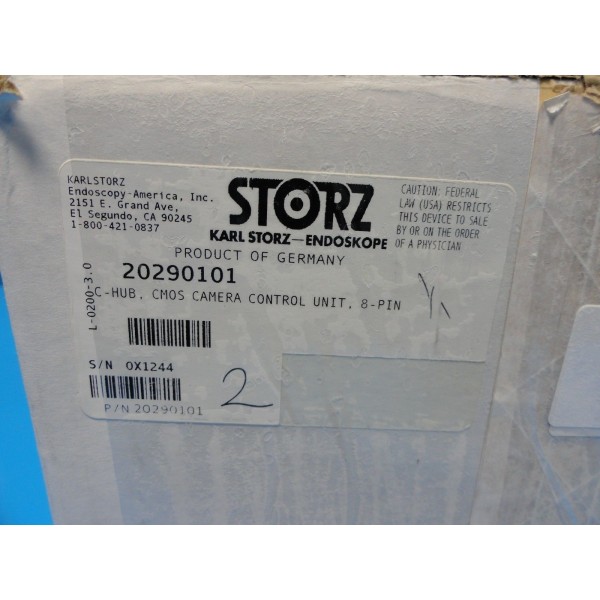 KARLSTORZ
Endoscopy-America, Inc.
2151 E. Grand Ave,
El Segundo, CA 90245
1-800-421-0837
STORZ
KARL STORZ—ENDOSKOPE
CAUTION: FEDERAL
LAW (USA) RESTRICTS
THIS DEVICE TO SALE
BY OR ON THE ORDER
OF A PHYSICIAN
PRODUCT OF GERMANY
20290101
C-HUB, CMOS CAMERA CONTROL UNIT, 8-PIN
L-0200-3.0
S/N 0X1244
P/N 20290101
2